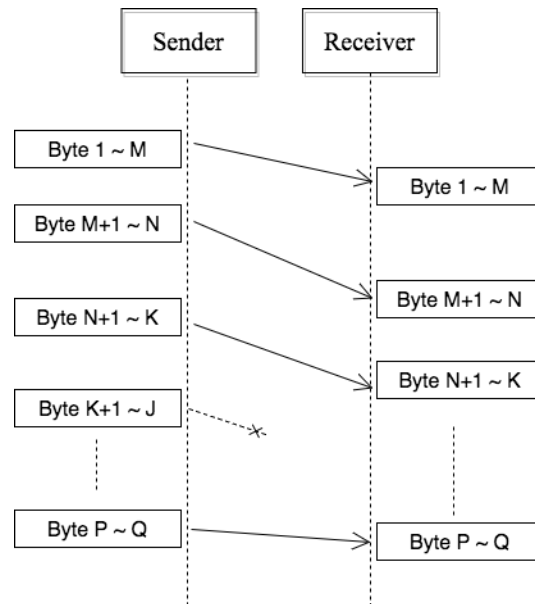 Sender
Receiver
Byte 1 ~ M
Byte 1 ~ M
Byte M+1 ~ N
Byte M+1 ~ N
Byte N+1 ~ K
Byte N+1 ~ K
Byte K+1 ~ J
Byte P ~ Q
Byte P ~ Q